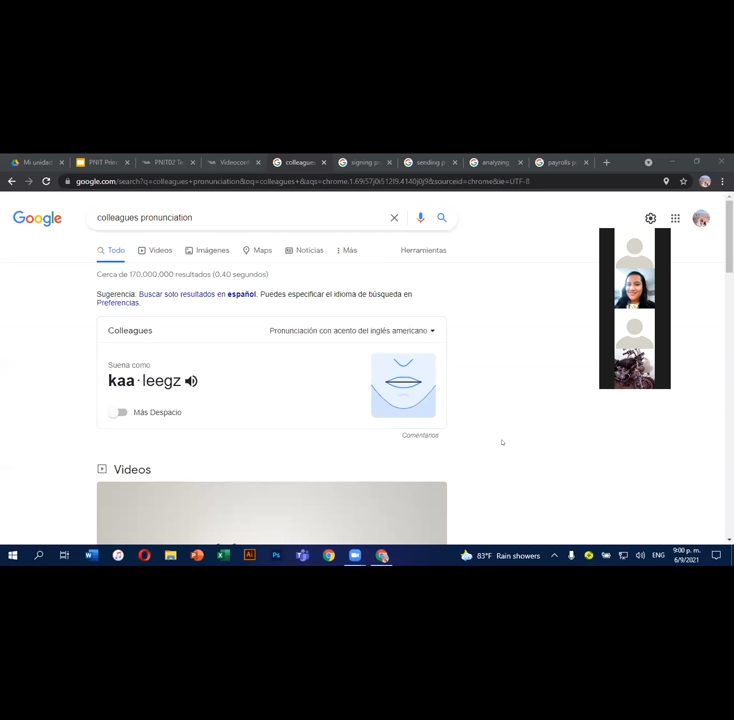 Mi unidad
PNIT Princ
PNIT02 Te
Videoconf
colleagues
signing pr
sending p
analyzing
payrolls p
google.com/search?q=colleagues+pronunciation&oq=colleagues+&aqs=chrome.1.69i57j0i512l9.4140j0j9&sourceid=chrome&ie=UTF-8
Google
colleagues pronunciation
Todo
Videos
Imágenes
Maps
Noticias
Más
Herramientas
Cerca de 170,000,000 resultados (0.40 segundos)
Sugerencia: Buscar solo resultados en español. Puedes especificar el idioma de búsqueda en
Preferencias.
Colleagues
Pronunciación con acento del inglés americano
Suena como
kaa·leegz
Más Despacio
Comentarios
Videos
83°F Rain showers
ENG
9:00 p. m.
6/9/2021